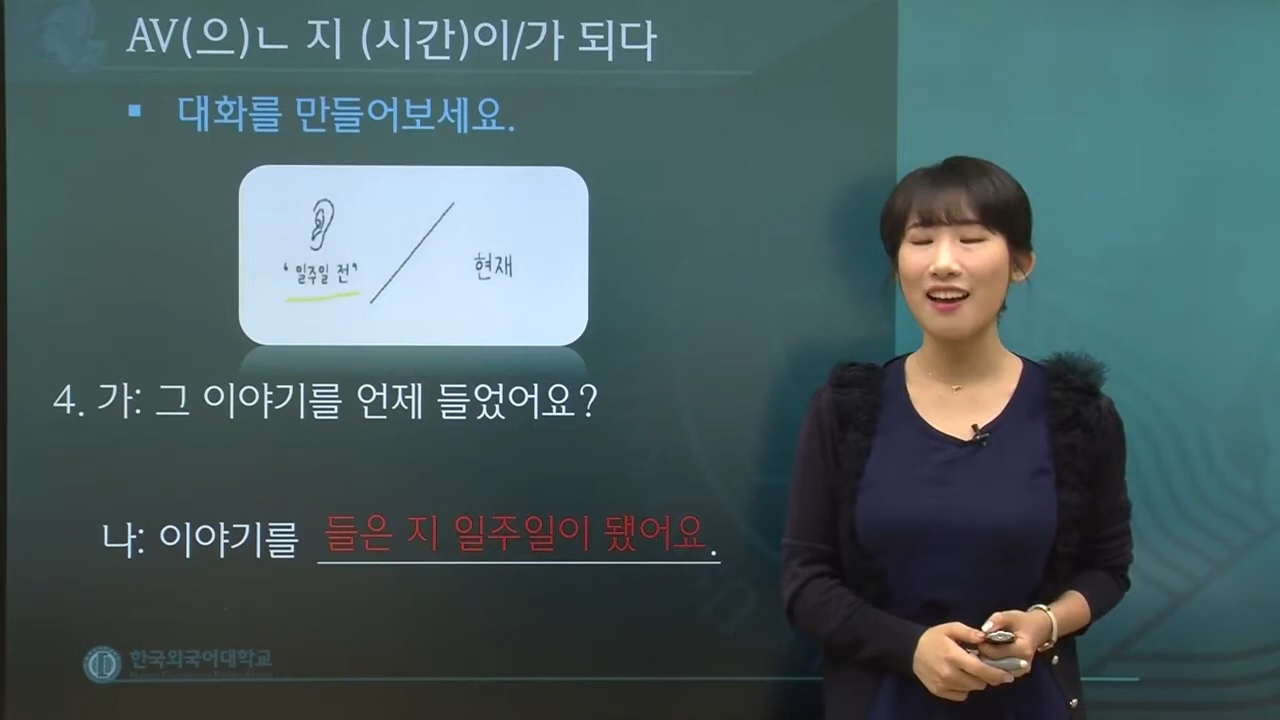 AV(으)ㄴ 지 (시간)이/가 되다
▪ 대화를 만들어보세요.
“일주일 전”
현재
4. 가: 그 이야기를 언제 들었어요?
나: 이야기를 들은 지 일주일이 됐어요.
한국외국어대학교